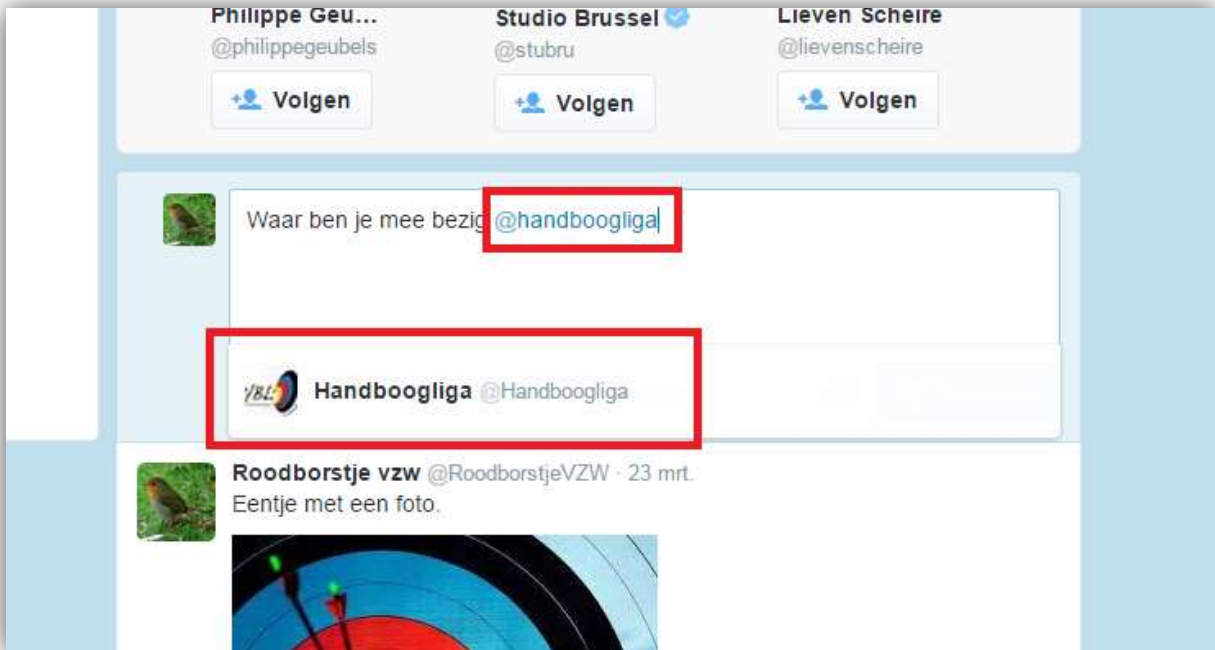 Philippe Geu...
@philippegeubels
Volgen
Studio Brussel
@stubru
Volgen
Lieven Scheire
@lievenscheire
Volgen
Waar ben je mee bezig @handboogliga
Handboogliga @Handboogliga
Roodborstje vzw @RoodborstjeVZW · 23 mrt.
Eentje met een foto.